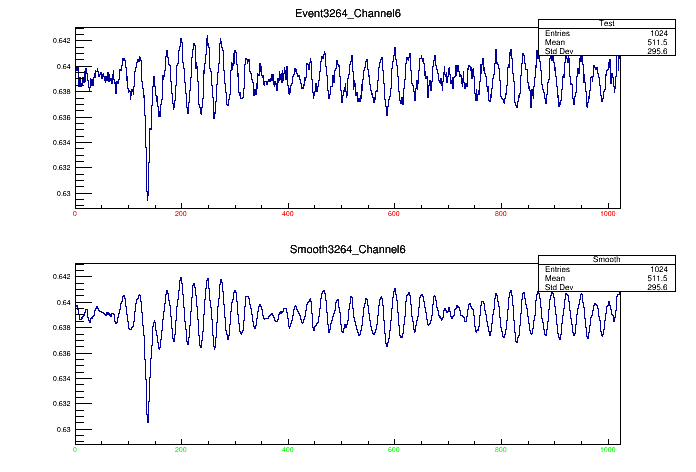 Event3264_Channel6
Test
Entries 1024
Mean 511.5
Std Dev 295.6
0.642
0.64
0.638
0.636
0.634
0.632
0.63
0 200 400 600 800 1000
Smooth3264_Channel6
Smooth
Entries 1024
Mean 511.5
Std Dev 295.6
0.642
0.64
0.638
0.636
0.634
0.632
0.63
0 200 400 600 800 1000